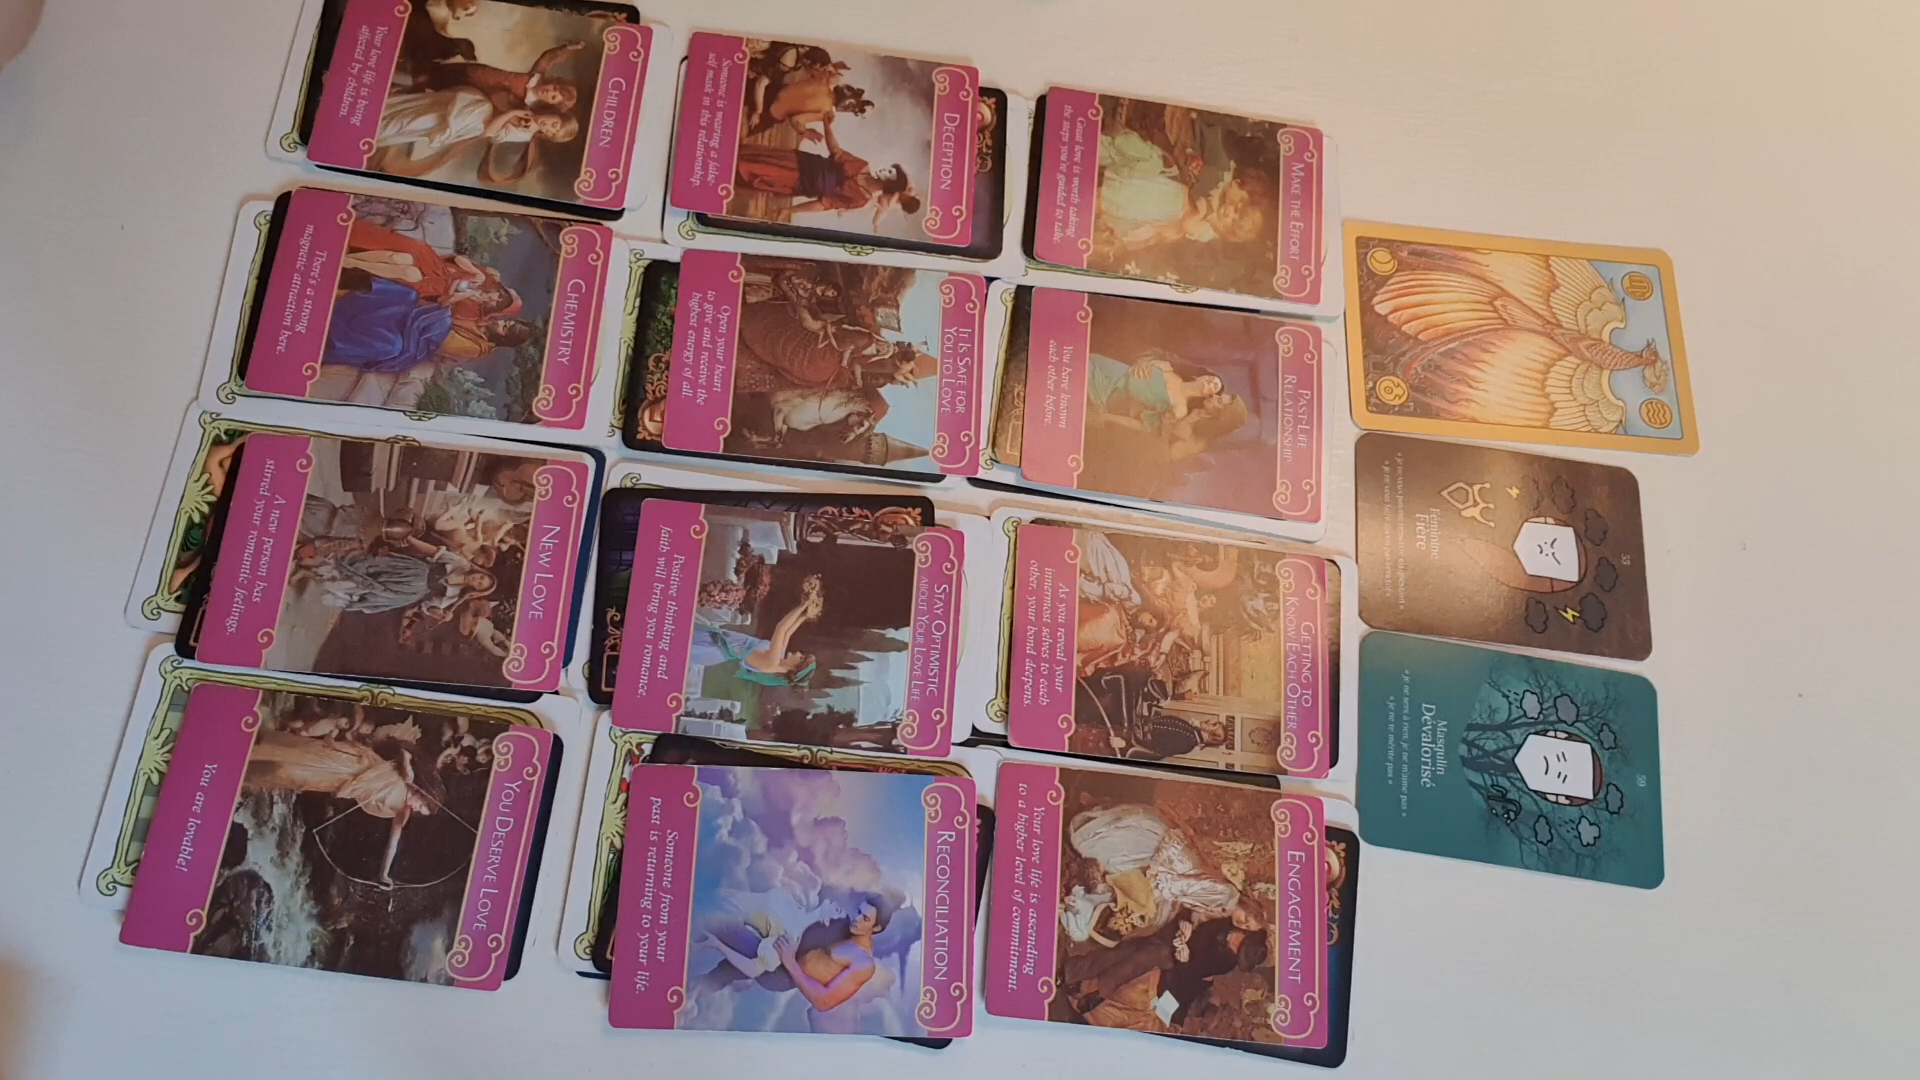 CHILDREN
Your love life is being
affected by children.
DECEPTION
Someone is wearing a false-
self mask in this relationship.
MAKE THE EFFORT
Great love is worth taking
the steps you're guided to take.
CHEMISTRY
There's a strong
magnetic attraction here.
IT IS SAFE FOR
YOU TO LOVE
Open your heart
to give and receive the
highest energy of all.
PAST-LIFE
RELATIONSHIP
You have known
each other before.
NEW LOVE
A new person has
stirred your romantic feelings.
STAY OPTIMISTIC
ABOUT YOUR LOVE LIFE
Positive thinking and
faith will bring you romance.
GETTING TO
KNOW EACH OTHER
As you reveal your
innermost selves to each
other, your bond deepens.
YOU DESERVE LOVE
You are lovable!
RECONCILIATION
Someone from your
past is returning to your life.
ENGAGEMENT
Your love life is ascending
to a higher level of commitment.
Féminine
Fière
59
Masqulin
Dévalorisé
« je ne sers à rien, je ne m'aime pas »
« je ne te mérite pas »